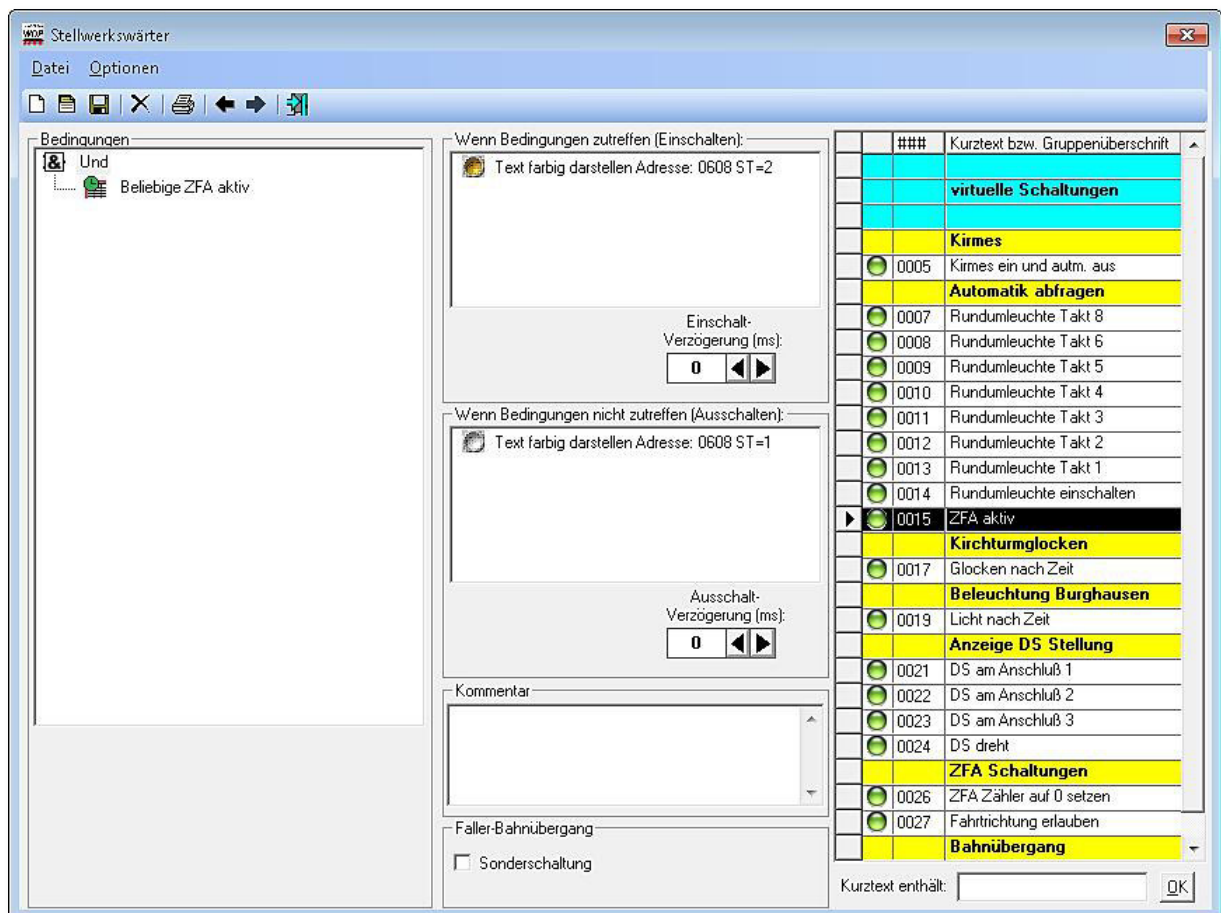 Stellwerkswärter
Datei Optionen
Bedingungen
& Und
Beliebige ZFA aktiv
Wenn Bedingungen zutreffen (Einschalten):
Text farbig darstellen Adresse: 0608 ST=2
Einschalt-
Verzögerung (ms):
0
Wenn Bedingungen nicht zutreffen (Ausschalten):
Text farbig darstellen Adresse: 0608 ST=1
Ausschalt-
Verzögerung (ms):
0
Kommentar
Faller-Bahnübergang
Sonderschaltung
### Kurztext bzw. Gruppenüberschrift
virtuelle Schaltungen
Kirmes
0005 Kirmes ein und autm. aus
Automatik abfragen
0007 Rundumleuchte Takt 8
0008 Rundumleuchte Takt 6
0009 Rundumleuchte Takt 5
0010 Rundumleuchte Takt 4
0011 Rundumleuchte Takt 3
0012 Rundumleuchte Takt 2
0013 Rundumleuchte Takt 1
0014 Rundumleuchte einschalten
0015 ZFA aktiv
Kirchturmglocken
0017 Glocken nach Zeit
Beleuchtung Burghausen
0019 Licht nach Zeit
Anzeige DS Stellung
0021 DS am Anschluß 1
0022 DS am Anschluß 2
0023 DS am Anschluß 3
0024 DS dreht
ZFA Schaltungen
0026 ZFA Zähler auf 0 setzen
0027 Fahrtrichtung erlauben
Bahnübergang
Kurztext enthält: OK